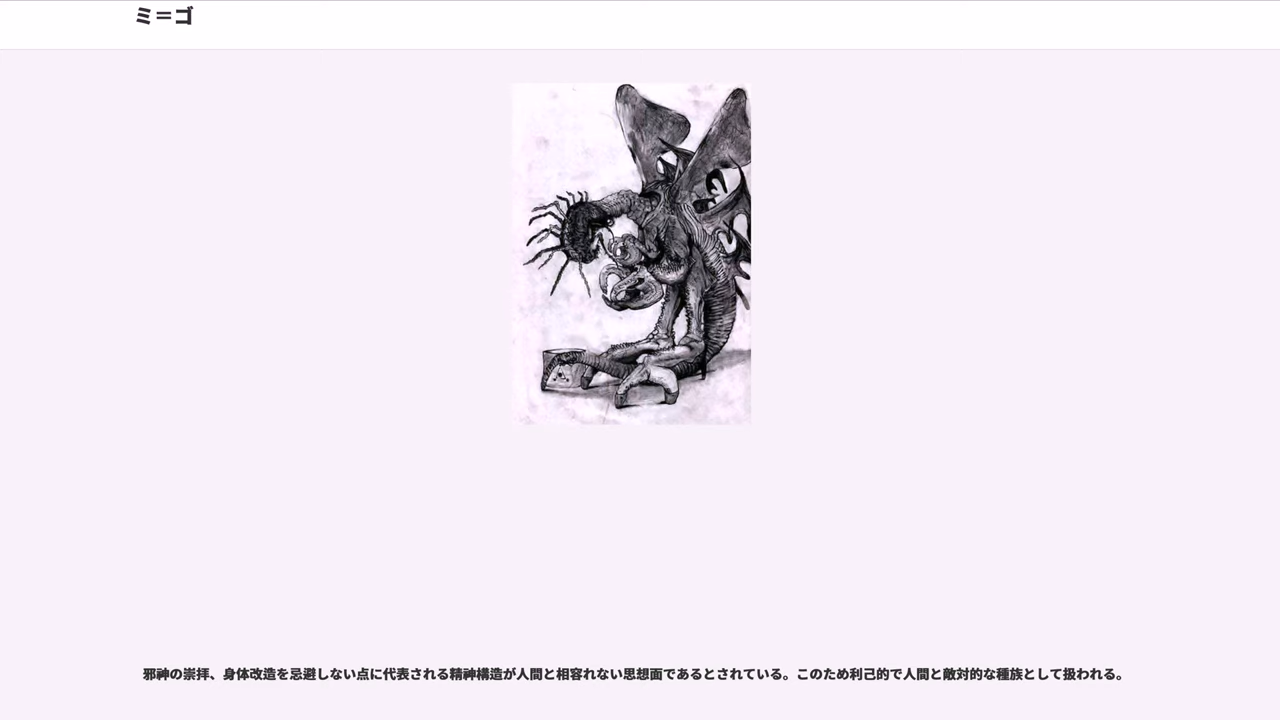 ミ＝ゴ
邪神の崇拝、身体改造を忌避しない点に代表される精神構造が人間と相容れない思想面であるとされている。このため利己的で人間と敵対的な種族として扱われる。